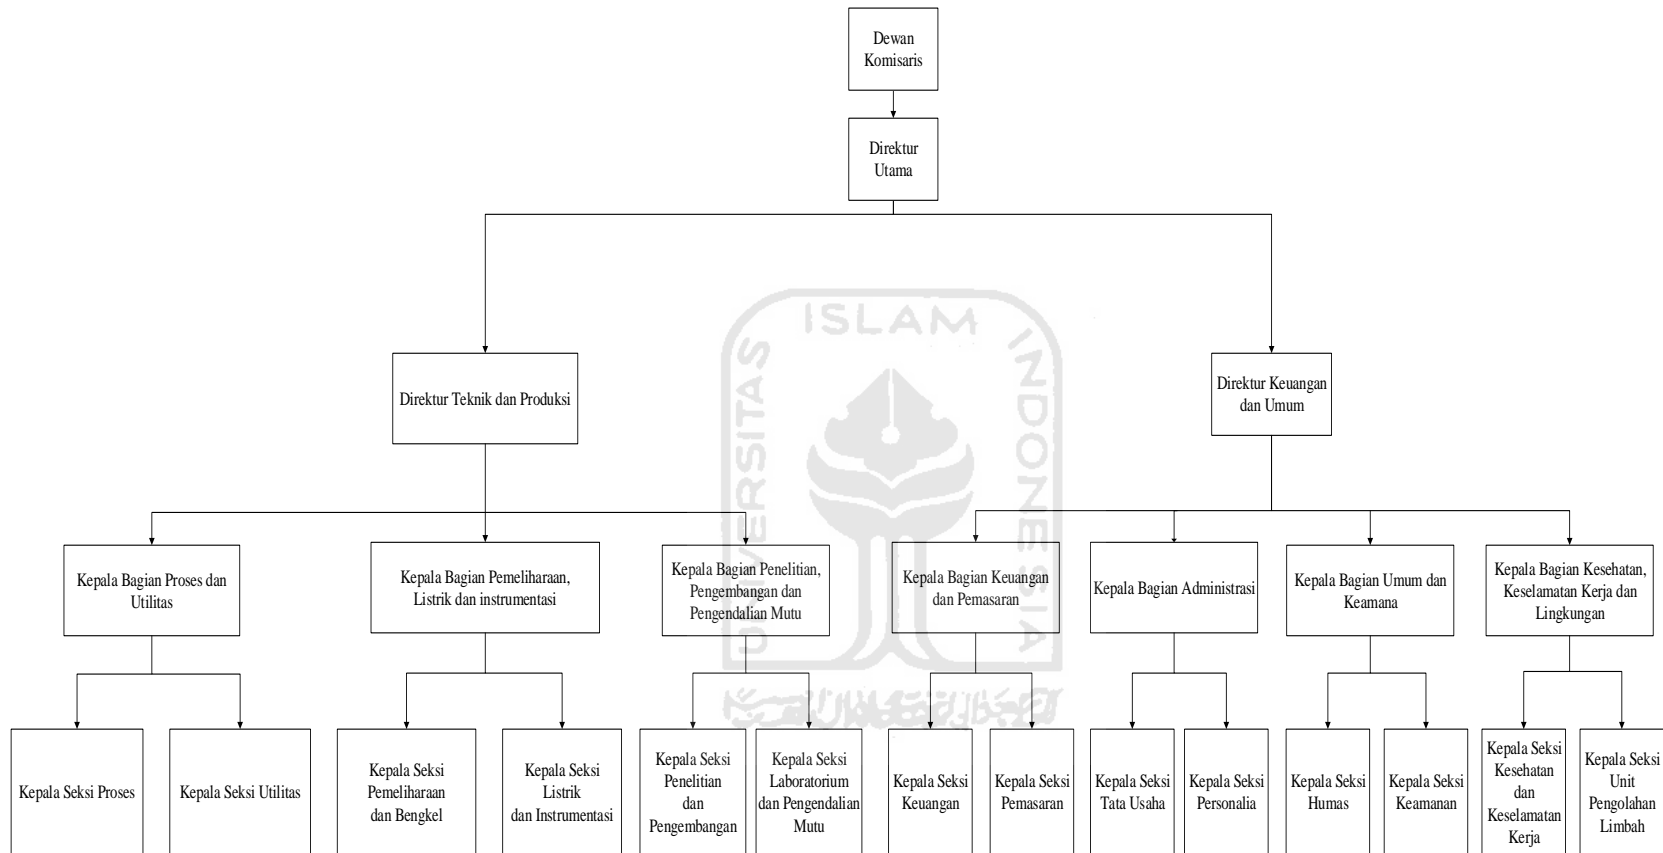 Dewan
Komisaris
Direktur
Utama
ISLAM
UNIVERSITAS
INDONESIA
Direktur Teknik dan Produksi
Direktur Keuangan
dan Umum
Kepala Bagian Proses dan
Utilitas
Kepala Bagian Pemeliharaan,
Listrik dan instrumentasi
Kepala Bagian Penelitian,
Pengembangan dan
Pengendalian Mutu
Kepala Bagian Keuangan
dan Pemasaran
Kepala Bagian Administrasi
Kepala Bagian Umum dan
Keamana
Kepala Bagian Kesehatan,
Keselamatan Kerja dan
Lingkungan
Kepala Seksi Proses
Kepala Seksi Utilitas
Kepala Seksi
Pemeliharaan
dan Bengkel
Kepala Seksi
Listrik
dan Instrumentasi
Kepala Seksi
Penelitian
dan
Pengembangan
Kepala Seksi
Laboratorium
dan Pengendalian
Mutu
Kepala Seksi
Keuangan
Kepala Seksi
Pemasaran
Kepala Seksi
Tata Usaha
Kepala Seksi
Personalia
Kepala Seksi
Humas
Kepala Seksi
Keamanan
Kepala Seksi
Kesehatan
dan
Keselamatan
Kerja
Kepala Seksi
Unit
Pengolahan
Limbah